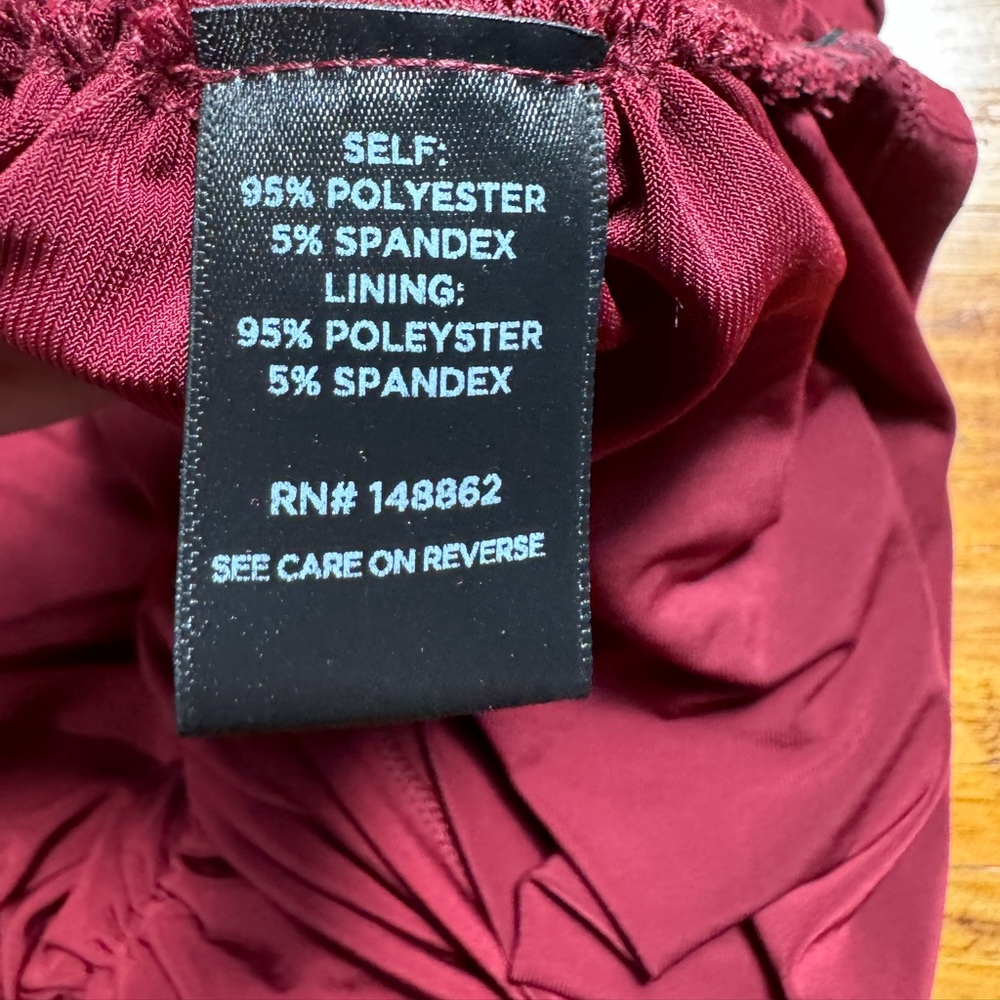 SELF:
95% POLYESTER
5% SPANDEX
LINING:
95% POLEYSTER
5% SPANDEX
RN# 148862
SEE CARE ON REVERSE